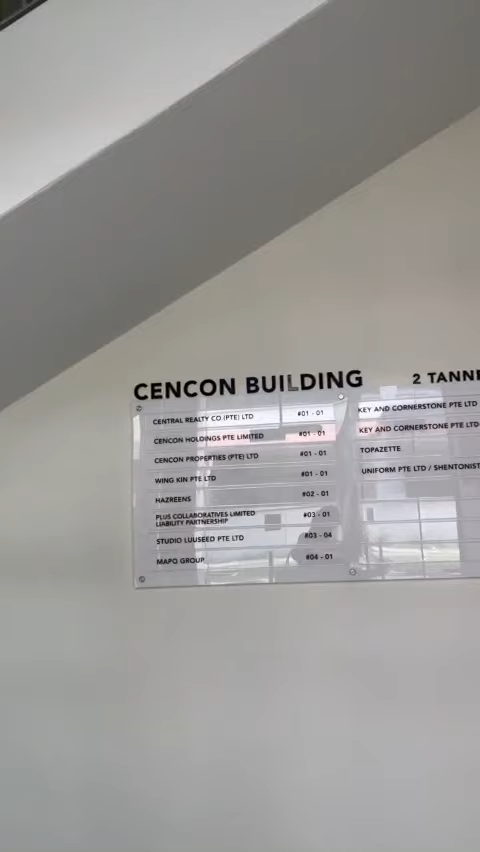 CENCON BUILDING
2 TANNE
CENTRAL REALTY CO (PTE) LTD #01 - 01
CENCON HOLDINGS PTE LIMITED #01 - 01
CENCON PROPERTIES (PTE) LTD #01 - 01
WING KIN PTE LTD #01 - 01
HAZREENS #02 - 01
PLUS COLLABORATIVES LIMITED
LIABILITY PARTNERSHIP #03 - 01
STUDIO LUUSEED PTE LTD #03 - 04
MAPO GROUP #04 - 01
KEY AND CORNERSTONE PTE LTD
KEY AND CORNERSTONE PTE LTD
TOPAZETTE
UNIFORM PTE LTD / SHENTONIST